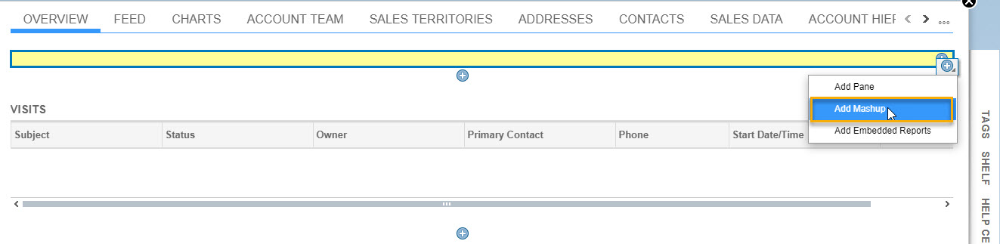 OVERVIEW FEED CHARTS ACCOUNT TEAM SALES TERRITORIES ADDRESSES CONTACTS SALES DATA ACCOUNT HIER
Add Pane
Add Mashup
Add Embedded Reports
VISITS
Subject Status Owner Primary Contact Phone Start Date/Time
TAGS
SHELF
HELP CE